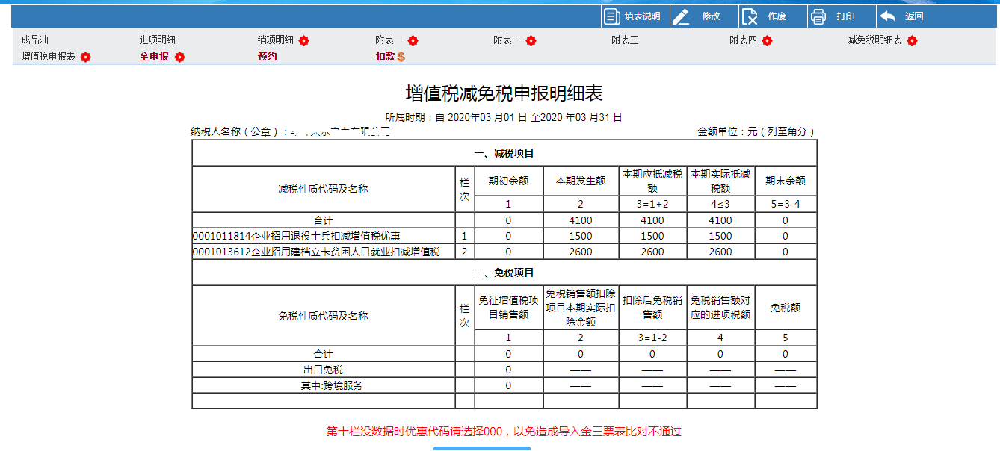 填表说明 修改 作废 打印 返回
成品油 进项明细 销项明细 附表一 附表二 附表三 附表四 减免税明细表
增值税申报表 全申报 预约 扣款
增值税减免税申报明细表
所属时期：自 2020年03 月01 日 至2020 年03 月31 日
纳税人名称（公章）： 金额单位：元（列至角分）
一、减税项目
减税性质代码及名称 栏次 期初余额 本期发生额 本期应抵减税额 本期实际抵减税额 期末余额
1 2 3=1+2 4≤3 5=3-4
合计 0 4100 4100 4100 0
0001011814企业招用退役士兵扣减增值税优惠 1 0 1500 1500 1500 0
0001013612企业招用建档立卡贫困人口就业扣减增值税 2 0 2600 2600 2600 0
二、免税项目
免税性质代码及名称 栏次 免征增值税项目销售额 免税销售额扣除项目本期实际扣除金额 扣除后免税销售额 免税销售额对应的进项税额 免税额
1 2 3=1-2 4 5
合计 0 0 0 0 0
出口免税 0 —— —— —— ——
其中:跨境服务 0 —— —— —— ——
第十栏没数据时优惠代码请选择000，以免造成导入金三票表比对不通过